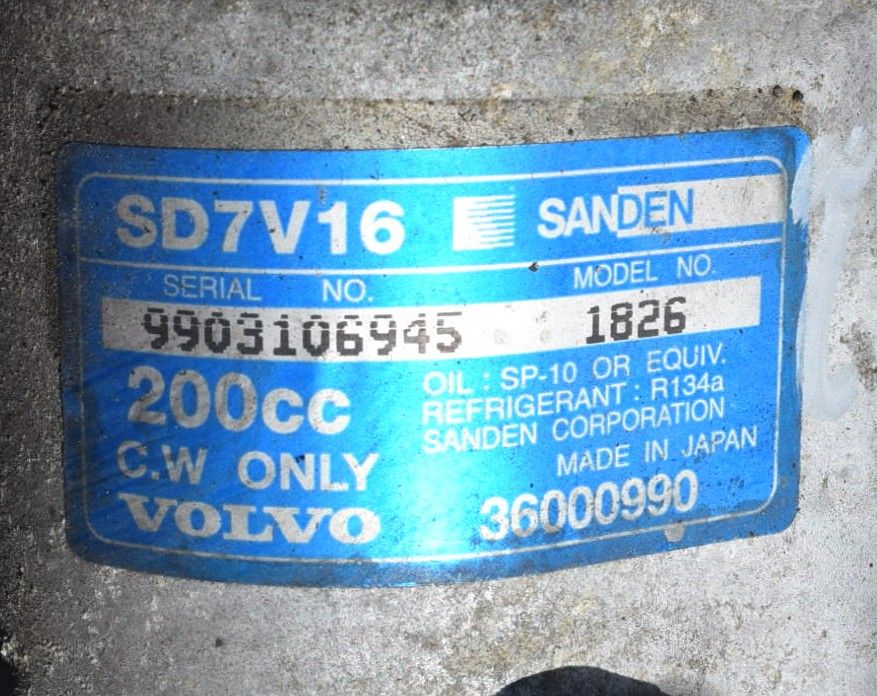 SD7V16 SANDEN
SERIAL NO. MODEL NO.
9903106945 1826
200cc
C.W ONLY
VOLVO
OIL : SP-10 OR EQUIV.
REFRIGERANT : R134a
SANDEN CORPORATION
MADE IN JAPAN
36000990